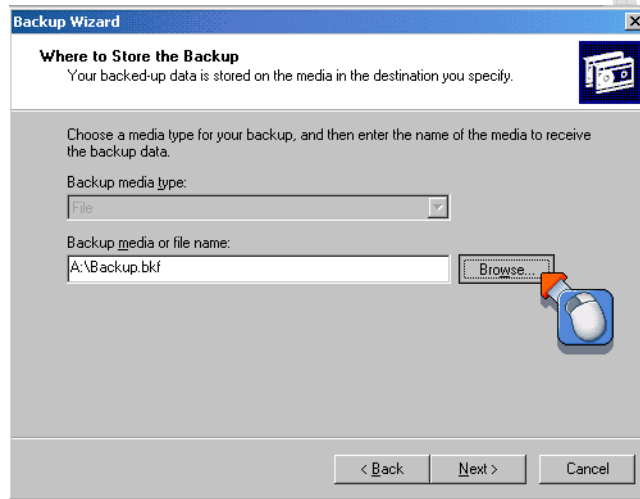 Backup Wizard
Where to Store the Backup
Your backed-up data is stored on the media in the destination you specify.
Choose a media type for your backup, and then enter the name of the media to receive
the backup data.
Backup media type:
File
Backup media or file name:
A:\Backup.bkf
Browse...
< Back
Next >
Cancel